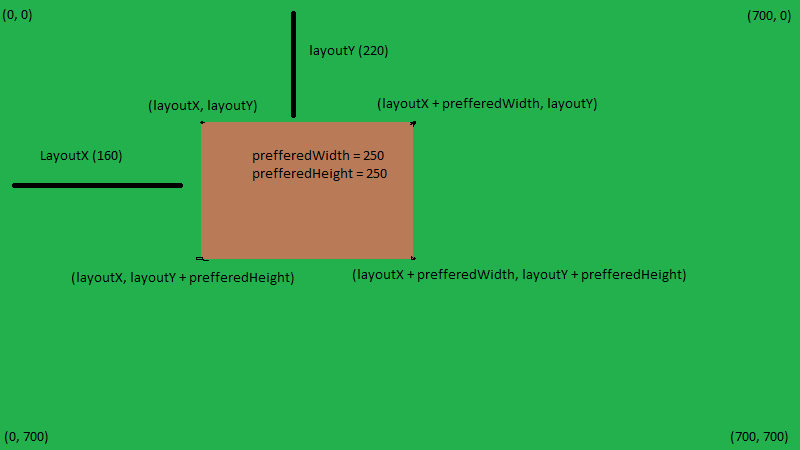 (0, 0)
(700, 0)
layoutY (220)
(layoutX, layoutY)
(layoutX + prefferedWidth, layoutY)
LayoutX (160)
prefferedWidth = 250
prefferedHeight = 250
(layoutX, layoutY + prefferedHeight)
(layoutX + prefferedWidth, layoutY + prefferedHeight)
(0, 700)
(700, 700)